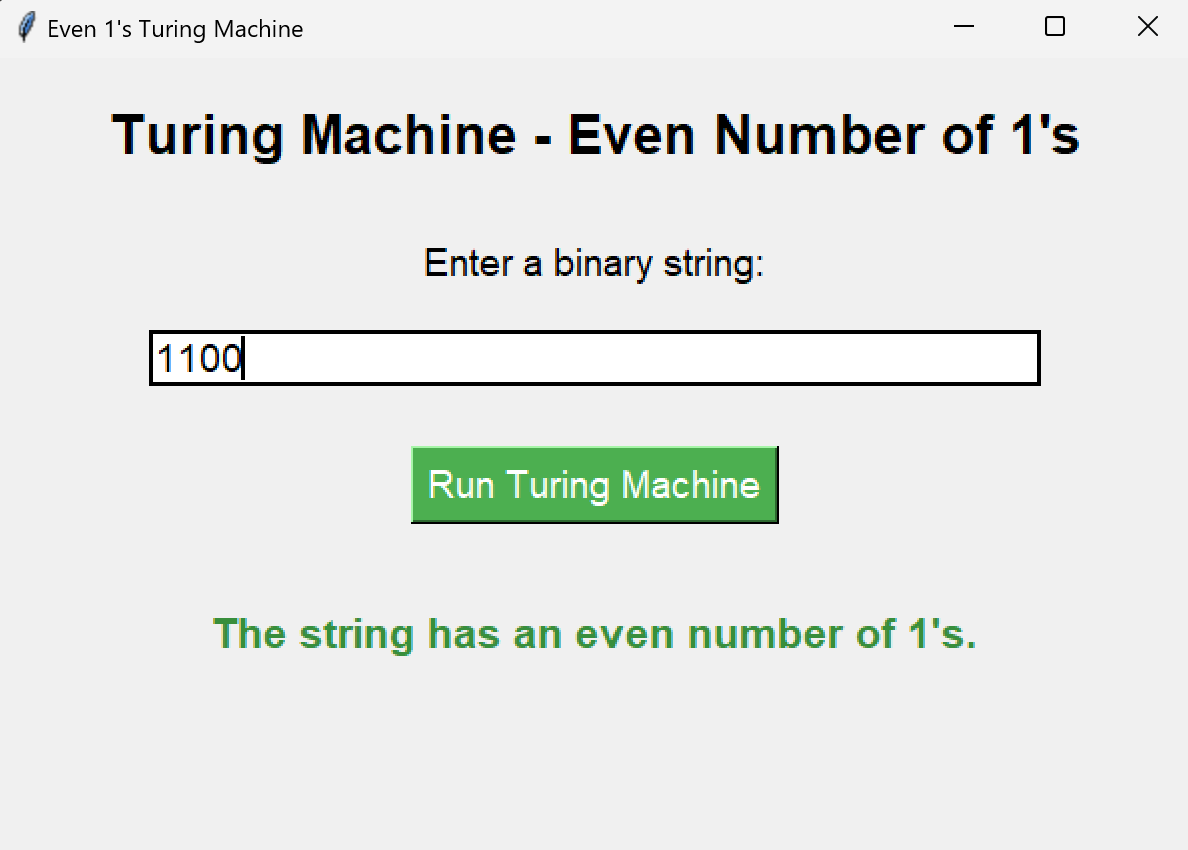 Even 1's Turing Machine
Turing Machine - Even Number of 1's
Enter a binary string:
1100
Run Turing Machine
The string has an even number of 1's.